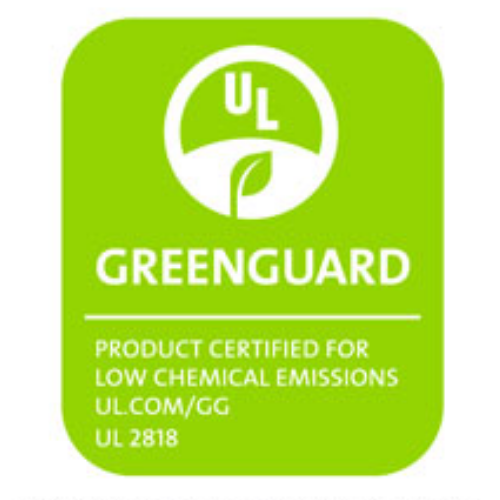 UL
GREENGUARD
PRODUCT CERTIFIED FOR
LOW CHEMICAL EMISSIONS
UL.COM/GG
UL 2818